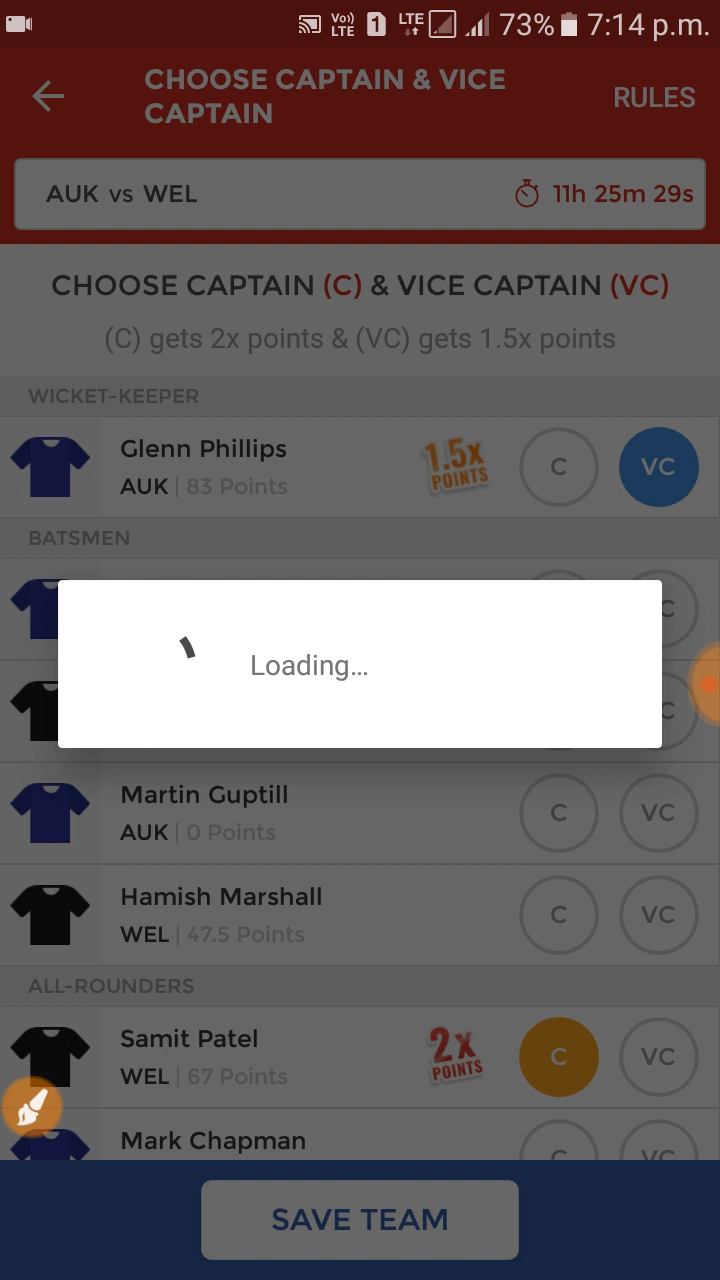 Vo)) LTE 1 LTE 73% 7:14 p.m.
CHOOSE CAPTAIN & VICE
CAPTAIN
RULES
AUK vs WEL 11h 25m 29s
CHOOSE CAPTAIN (C) & VICE CAPTAIN (VC)
(C) gets 2x points & (VC) gets 1.5x points
WICKET-KEEPER
Glenn Phillips
AUK | 83 Points
1.5x
POINTS
C VC
BATSMEN
C
Loading...
C
Martin Guptill
AUK | 0 Points
C VC
Hamish Marshall
WEL | 47.5 Points
C VC
ALL-ROUNDERS
Samit Patel
WEL | 67 Points
2x
POINTS
C VC
Mark Chapman
C VC
SAVE TEAM